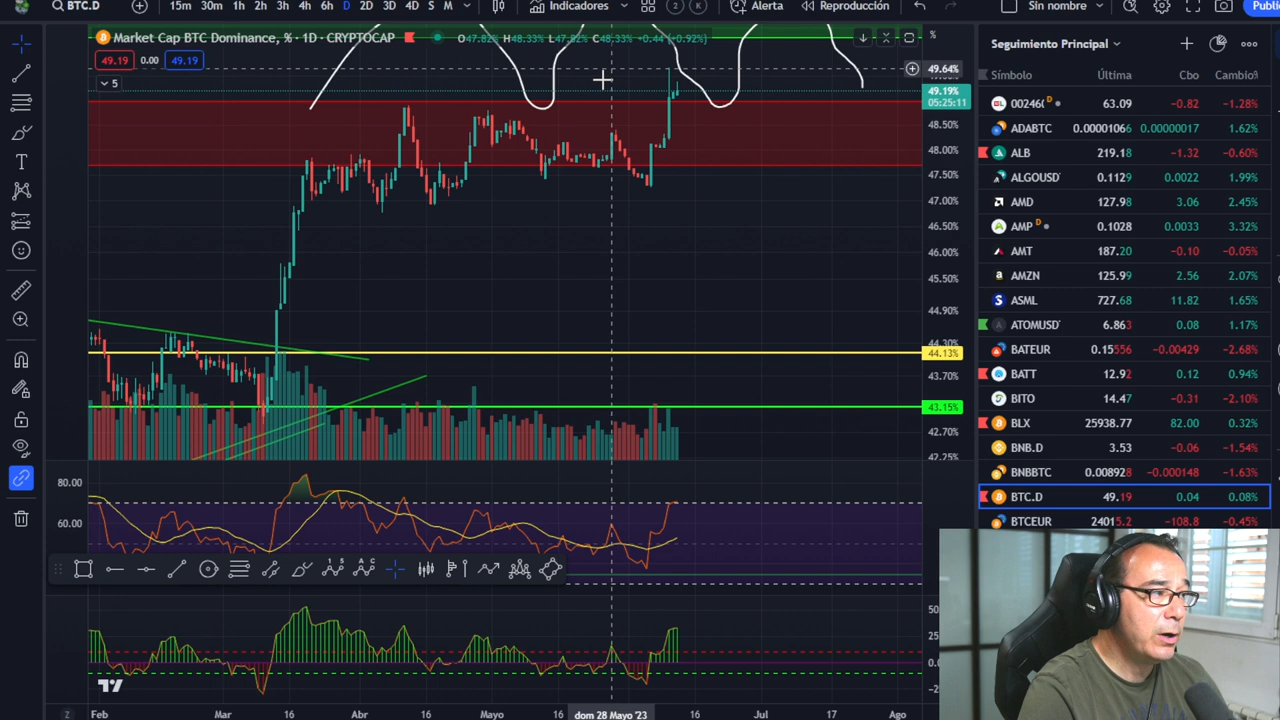 BTC.D 15m 30m 1h 2h 3h 4h 6h D 2D 3D 4D S M Indicadores Alerta Reproducción Sin nombre Publi
Market Cap BTC Dominance, % · 1D · CRYPTOCAP O47.82% H48.33% L47.82% C48.33% +0.44 (+0.92%)
49.19 0.00 49.19
5
%
49.64%
49.19%
05:25:11
48.50%
48.00%
47.50%
47.00%
46.50%
46.00%
45.50%
44.90%
44.30%
44.13%
43.70%
43.15%
42.70%
42.25%
80.00
60.00
50
25
0.0
Feb Mar 16 Abr 16 Mayo 16 dom 28 Mayo '23 16 Jul 17 Ago
Z
Seguimiento Principal
Símbolo Última Cbo Cambio%
00246( D 63.09 -0.82 -1.28%
ADABTC 0.00001066 0.00000017 1.62%
ALB 219.18 -1.32 -0.60%
ALGOUSD 0.1129 0.0022 1.99%
AMD 127.98 3.06 2.45%
AMP D 0.1028 0.0033 3.32%
AMT 187.20 -0.10 -0.05%
AMZN 125.99 2.56 2.07%
ASML 727.68 11.82 1.65%
ATOMUSD 6.863 0.08 1.17%
BATEUR 0.15556 -0.00429 -2.68%
BATT 12.92 0.12 0.94%
BITO 14.47 -0.31 -2.10%
BLX 25938.77 82.00 0.32%
BNB.D 3.53 -0.06 -1.54%
BNBBTC 0.008928 -0.000148 -1.63%
BTC.D 49.19 0.04 0.08%
BTCEUR 24015.2 -108.8 -0.45%